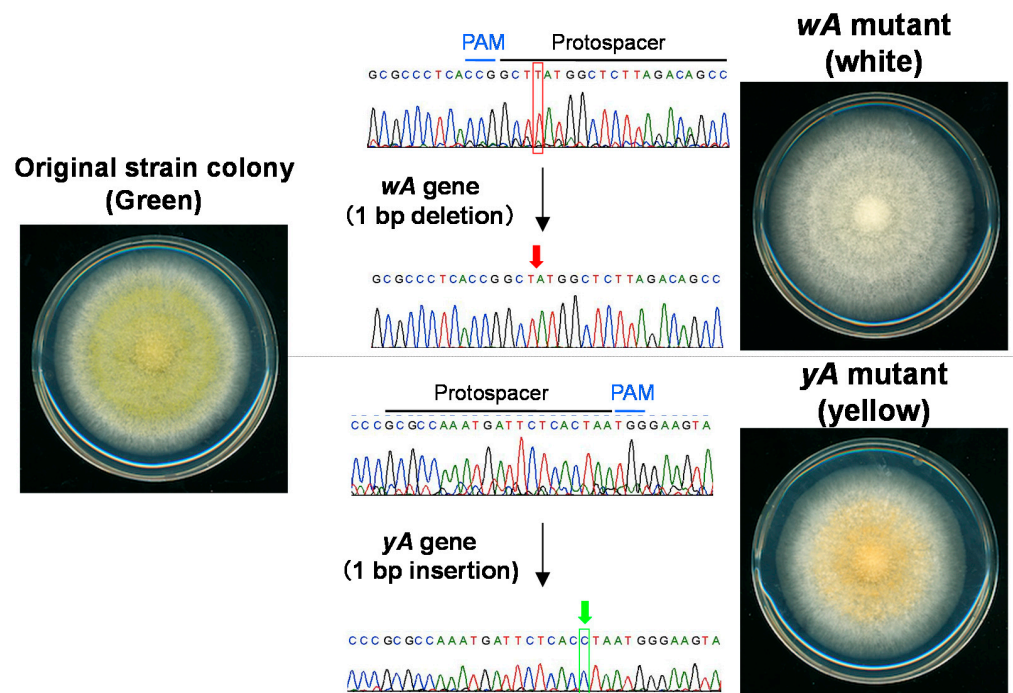 Original strain colony
(Green)
PAM Protospacer
GCGCCCTCACCGGCTTATGGCTCTTAGACAGCC
wA gene
(1 bp deletion)
GCGCCCTCACCGGCTATGGCTCTTAGACAGCC
wA mutant
(white)
Protospacer PAM
CCCGCGCCAAATGATTCTCACTAATGGGAAGTA
yA gene
(1 bp insertion)
CCCGCGCCAAATGATTCTCACCTAATGGGAAGTA
yA mutant
(yellow)